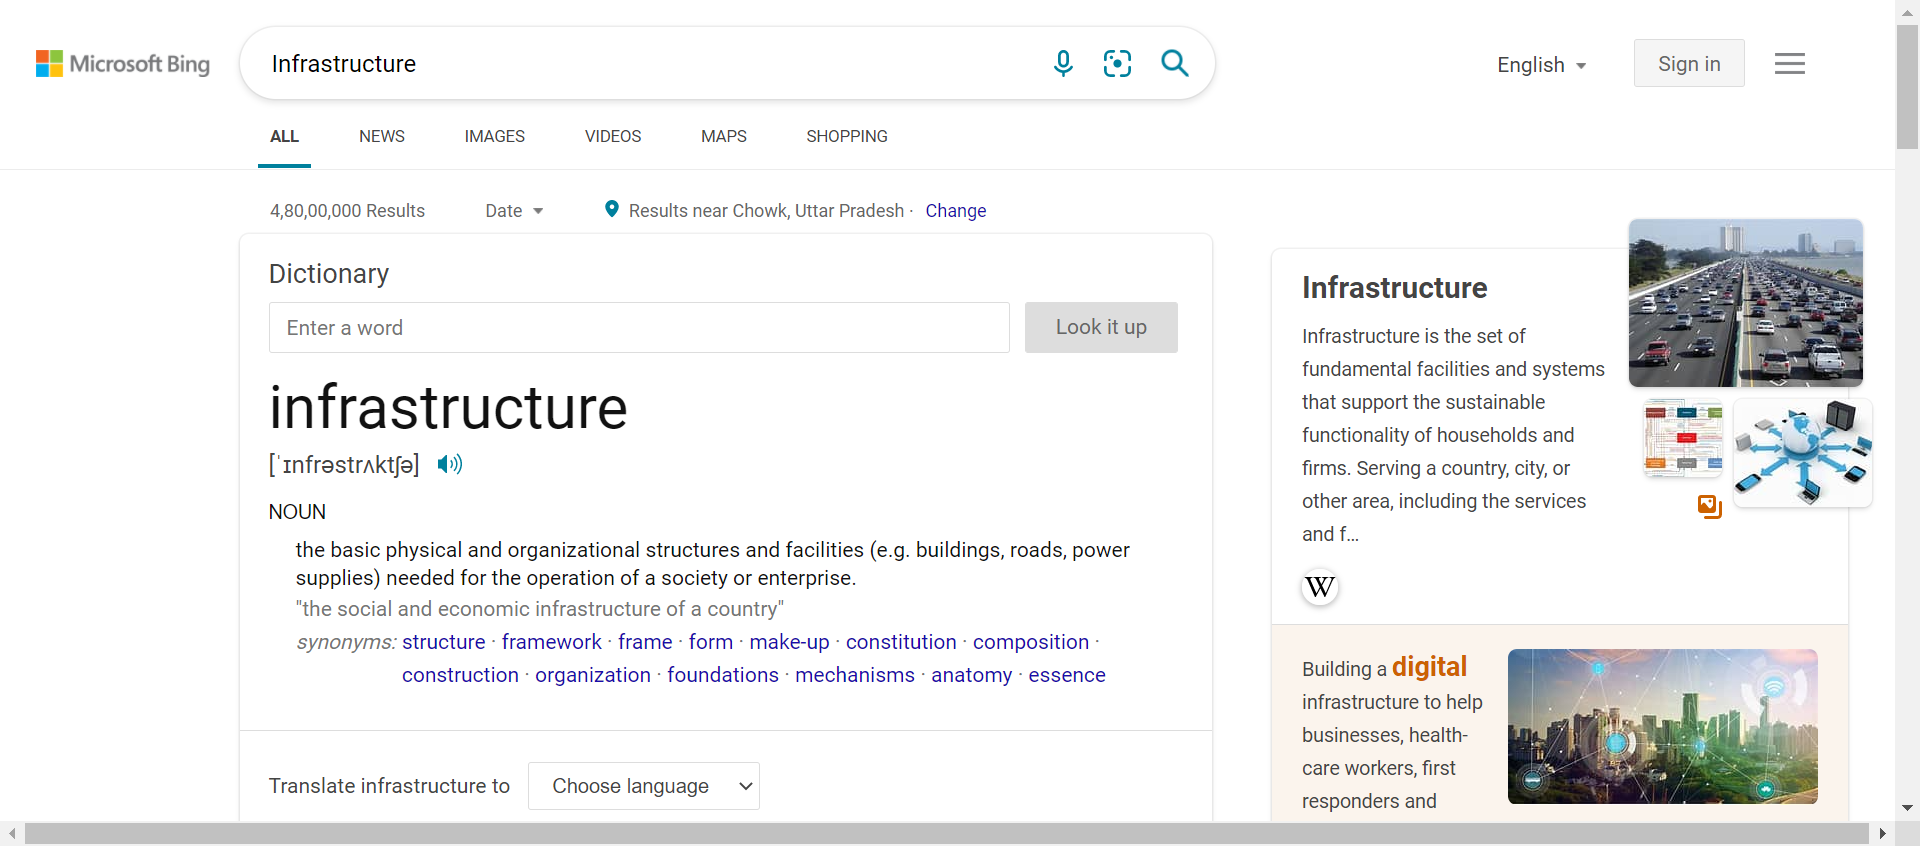 Microsoft Bing
Infrastructure
English
Sign in
ALL NEWS IMAGES VIDEOS MAPS SHOPPING
4,80,00,000 Results Date Results near Chowk, Uttar Pradesh · Change
Dictionary
Enter a word
Look it up
infrastructure
[ˈɪnfrəstrʌktʃə]
NOUN
the basic physical and organizational structures and facilities (e.g. buildings, roads, power
supplies) needed for the operation of a society or enterprise.
"the social and economic infrastructure of a country"
synonyms: structure · framework · frame · form · make-up · constitution · composition ·
construction · organization · foundations · mechanisms · anatomy · essence
Translate infrastructure to Choose language
Infrastructure
Infrastructure is the set of
fundamental facilities and systems
that support the sustainable
functionality of households and
firms. Serving a country, city, or
other area, including the services
and f...
W
Building a digital
infrastructure to help
businesses, health-
care workers, first
responders and